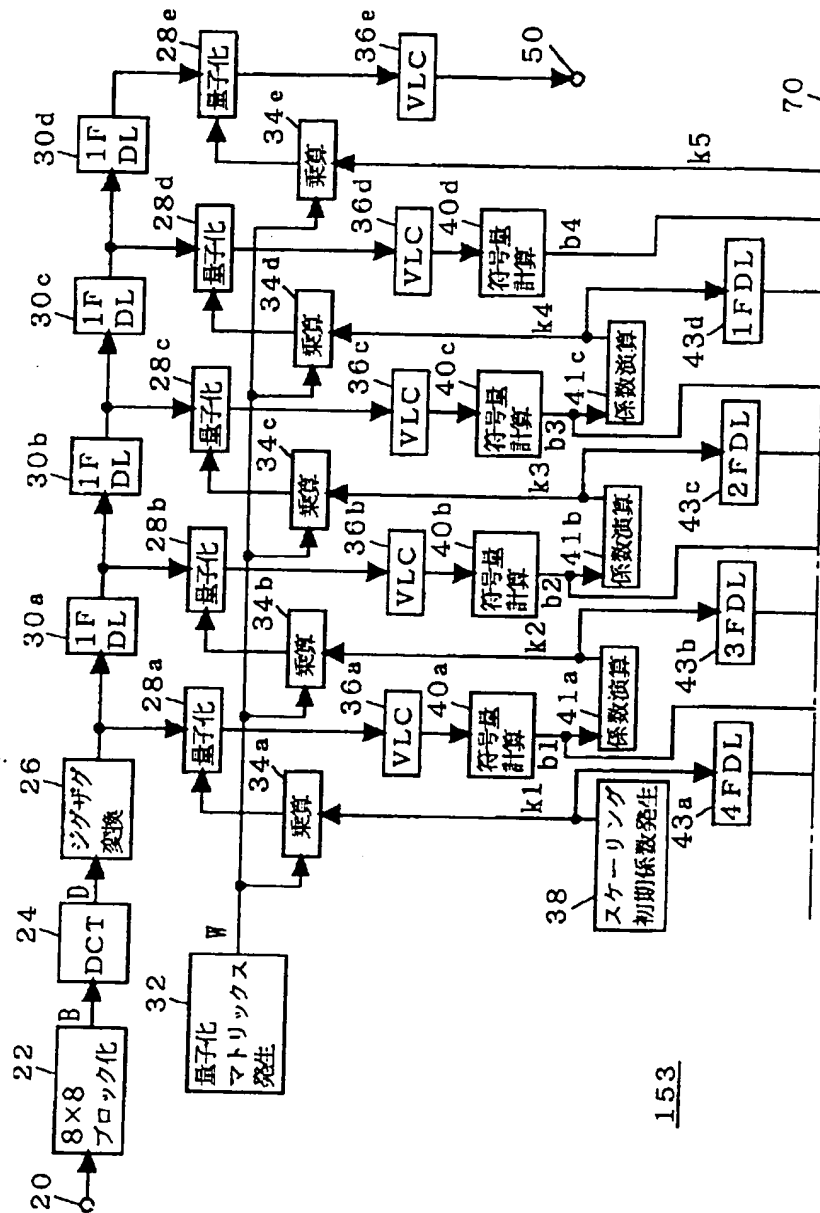 20
22
8×8
ブロック化
B
24
DCT
D
26
ジグザグ
変換
30a
1F
DL
30b
1F
DL
30c
1F
DL
30d
1F
DL
32
量子化
マトリックス
発生
W
28a
量子化
28b
量子化
28c
量子化
28d
量子化
28e
量子化
34a
乗算
34b
乗算
34c
乗算
34d
乗算
34e
乗算
36a
VLC
36b
VLC
36c
VLC
36d
VLC
36e
VLC
50
40a
符号量
計算
40b
符号量
計算
40c
符号量
計算
40d
符号量
計算
k1
b1
k2
b2
k3
b3
k4
b4
k5
38
スケーリング
初期係数発生
41a
係数演算
41b
係数演算
41c
係数演算
43a
4FDL
43b
3FDL
43c
2FDL
43d
1FDL
70
153